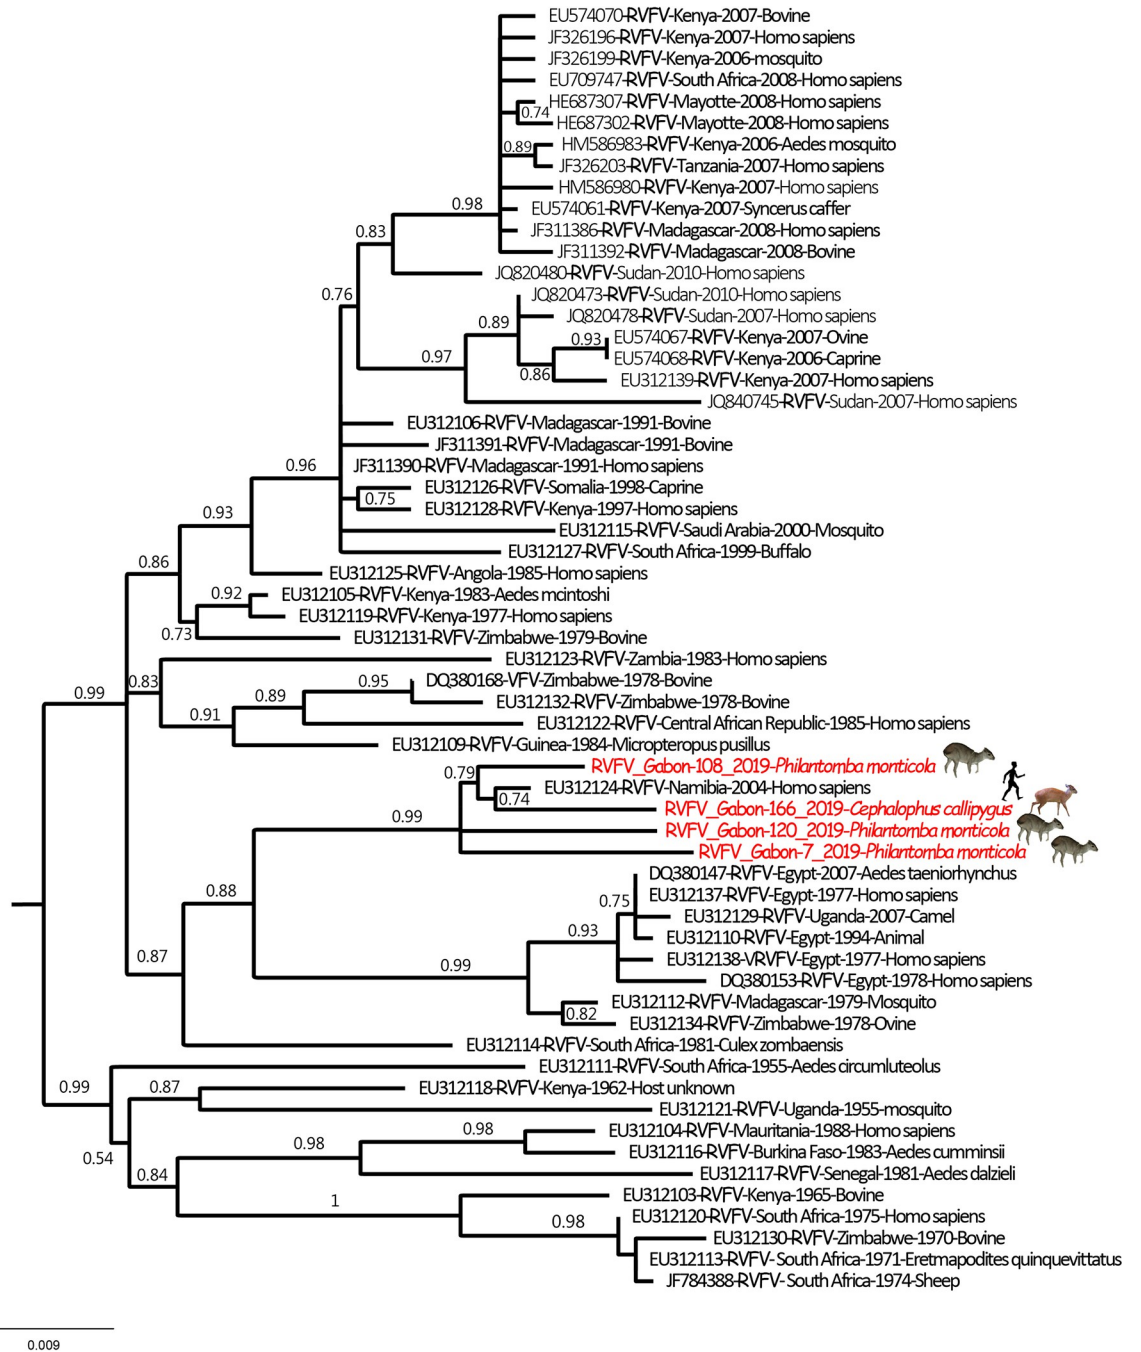 EU574070-RVFV-Kenya-2007-Bovine
JF326196-RVFV-Kenya-2007-Homo sapiens
JF326199-RVFV-Kenya-2006-mosquito
EU709747-RVFV-South Africa-2008-Homo sapiens
HE687307-RVFV-Mayotte-2008-Homo sapiens
0.74
HE687302-RVFV-Mayotte-2008-Homo sapiens
0.89
HM586983-RVFV-Kenya-2006-Aedes mosquito
JF326203-RVFV-Tanzania-2007-Homo sapiens
HM586980-RVFV-Kenya-2007-Homo sapiens
0.98
EU574061-RVFV-Kenya-2007-Syncerus caffer
0.83
JF311386-RVFV-Madagascar-2008-Homo sapiens
JF311392-RVFV-Madagascar-2008-Bovine
JQ820480-RVFV-Sudan-2010-Homo sapiens
0.76
JQ820473-RVFV-Sudan-2010-Homo sapiens
0.89
JQ820478-RVFV-Sudan-2007-Homo sapiens
0.93
EU574067-RVFV-Kenya-2007-Ovine
0.97
EU574068-RVFV-Kenya-2006-Caprine
0.86
EU312139-RVFV-Kenya-2007-Homo sapiens
JQ840745-RVFV-Sudan-2007-Homo sapiens
EU312106-RVFV-Madagascar-1991-Bovine
JF311391-RVFV-Madagascar-1991-Bovine
0.96
JF311390-RVFV-Madagascar-1991-Homo sapiens
EU312126-RVFV-Somalia-1998-Caprine
0.75
EU312128-RVFV-Kenya-1997-Homo sapiens
0.93
EU312115-RVFV-Saudi Arabia-2000-Mosquito
EU312127-RVFV-South Africa-1999-Buffalo
0.86
EU312125-RVFV-Angola-1985-Homo sapiens
0.92
EU312105-RVFV-Kenya-1983-Aedes mcintoshi
EU312119-RVFV-Kenya-1977-Homo sapiens
0.73
EU312131-RVFV-Zimbabwe-1979-Bovine
EU312123-RVFV-Zambia-1983-Homo sapiens
0.99
0.83
0.95
DQ380168-VFV-Zimbabwe-1978-Bovine
0.89
EU312132-RVFV-Zimbabwe-1978-Bovine
0.91
EU312122-RVFV-Central African Republic-1985-Homo sapiens
EU312109-RVFV-Guinea-1984-Micropteropus pusillus
0.79
RVFV_Gabon-108_2019-Philantomba monticola
EU312124-RVFV-Namibia-2004-Homo sapiens
0.74
RVFV_Gabon-166_2019-Cephalophus callipygus
0.99
RVFV_Gabon-120_2019-Philantomba monticola
RVFV_Gabon-7_2019-Philantomba monticola
DQ380147-RVFV-Egypt-2007-Aedes taeniorhynchus
0.88
0.75
EU312137-RVFV-Egypt-1977-Homo sapiens
EU312129-RVFV-Uganda-2007-Camel
0.93
EU312110-RVFV-Egypt-1994-Animal
0.87
0.99
EU312138-VRVFV-Egypt-1977-Homo sapiens
DQ380153-RVFV-Egypt-1978-Homo sapiens
EU312112-RVFV-Madagascar-1979-Mosquito
0.82
EU312134-RVFV-Zimbabwe-1978-Ovine
EU312114-RVFV-South Africa-1981-Culex zombaensis
EU312111-RVFV-South Africa-1955-Aedes circumluteolus
0.99
0.87
EU312118-RVFV-Kenya-1962-Host unknown
EU312121-RVFV-Uganda-1955-mosquito
0.98
EU312104-RVFV-Mauritania-1988-Homo sapiens
0.54
0.98
EU312116-RVFV-Burkina Faso-1983-Aedes cumminsii
0.84
EU312117-RVFV-Senegal-1981-Aedes dalzieli
1
EU312103-RVFV-Kenya-1965-Bovine
0.98
EU312120-RVFV-South Africa-1975-Homo sapiens
EU312130-RVFV-Zimbabwe-1970-Bovine
EU312113-RVFV- South Africa-1971-Eretmapodites quinquevittatus
JF784388-RVFV- South Africa-1974-Sheep
0.009